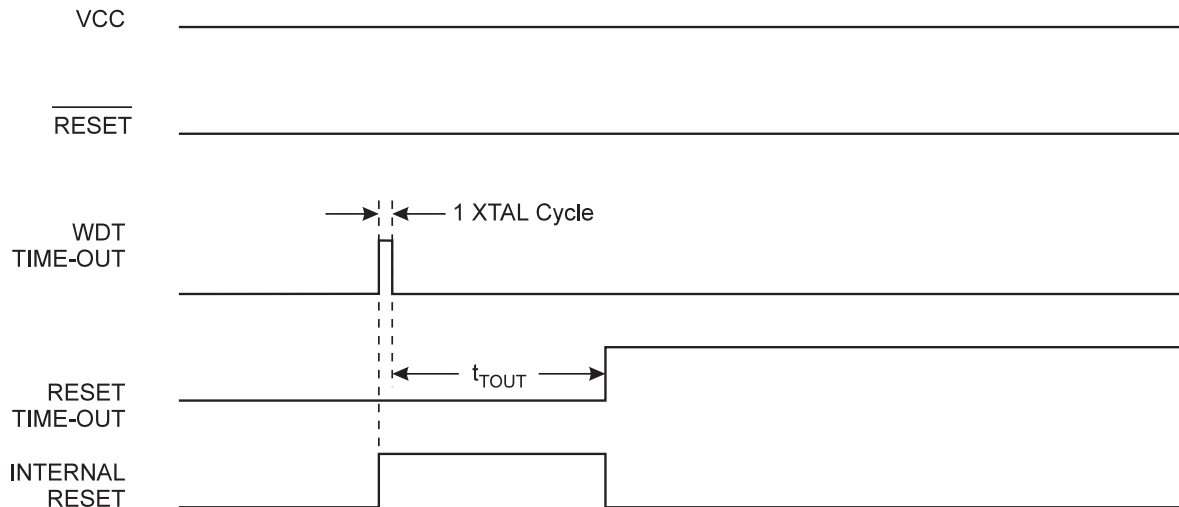 VCC
RESET
1 XTAL Cycle
WDT
TIME-OUT
tTOUT
RESET
TIME-OUT
INTERNAL
RESET